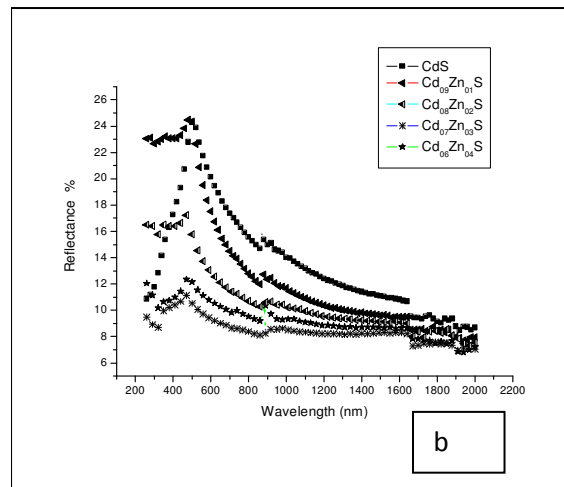 CdS
Cd₀₉Zn₀₁S
Cd₀₈Zn₀₂S
Cd₀₇Zn₀₃S
Cd₀₆Zn₀₄S
26
24
22
20
18
16
14
12
10
8
6
Reflectance %
200 400 600 800 1000 1200 1400 1600 1800 2000 2200
Wavelength (nm)
b